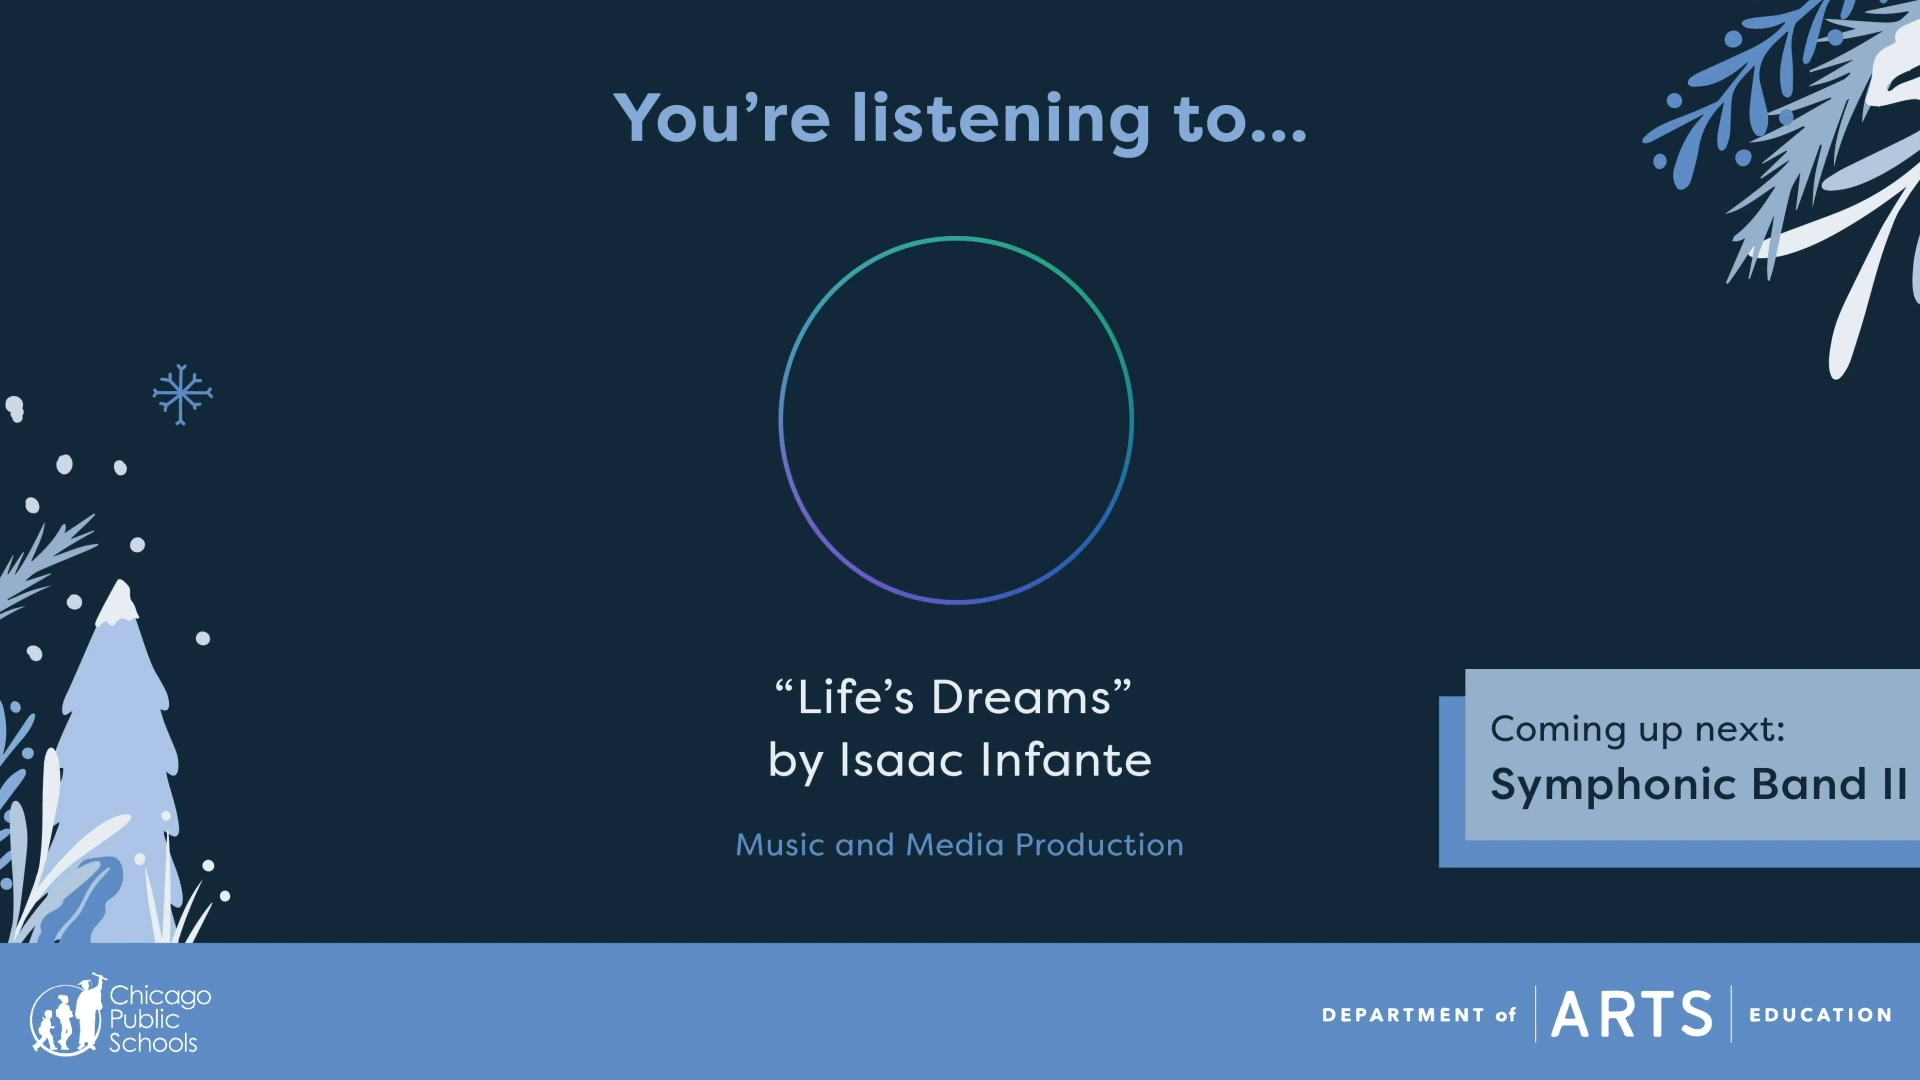 You’re listening to...
“Life’s Dreams”
by Isaac Infante
Music and Media Production
Coming up next:
Symphonic Band II
Chicago
Public
Schools
DEPARTMENT of ARTS EDUCATION